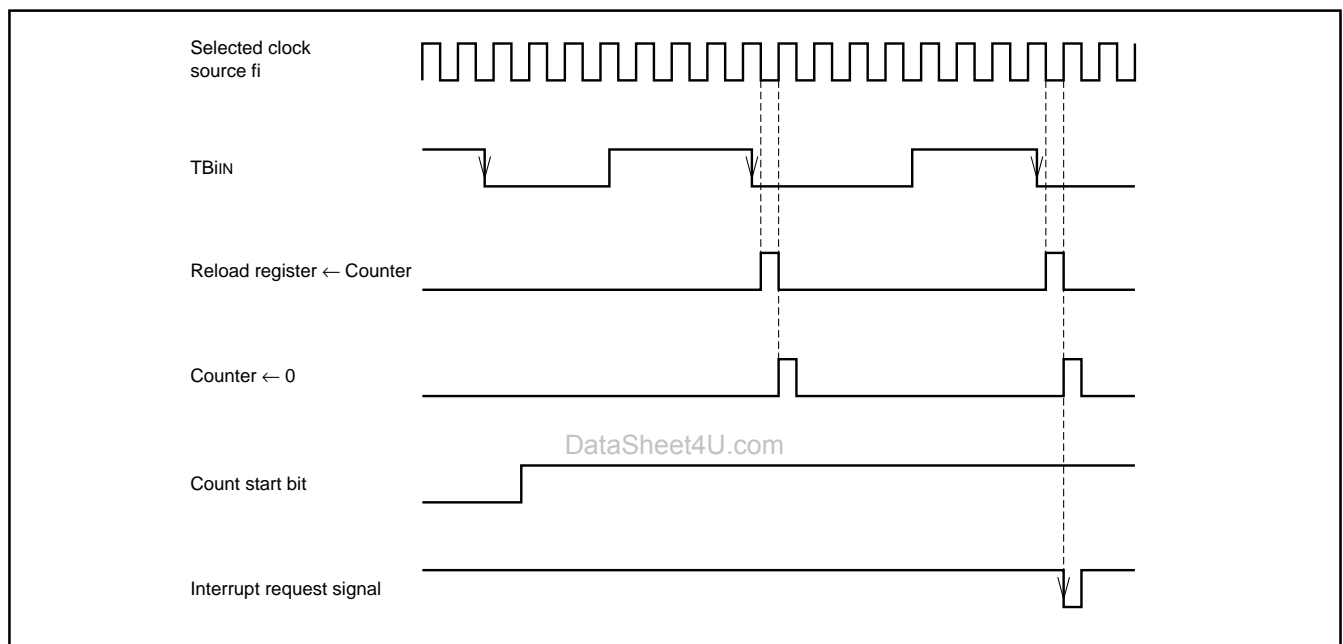 Selected clock
source fi
TBiIN
Reload register ← Counter
Counter ← 0
DataSheet4U.com
Count start bit
Interrupt request signal